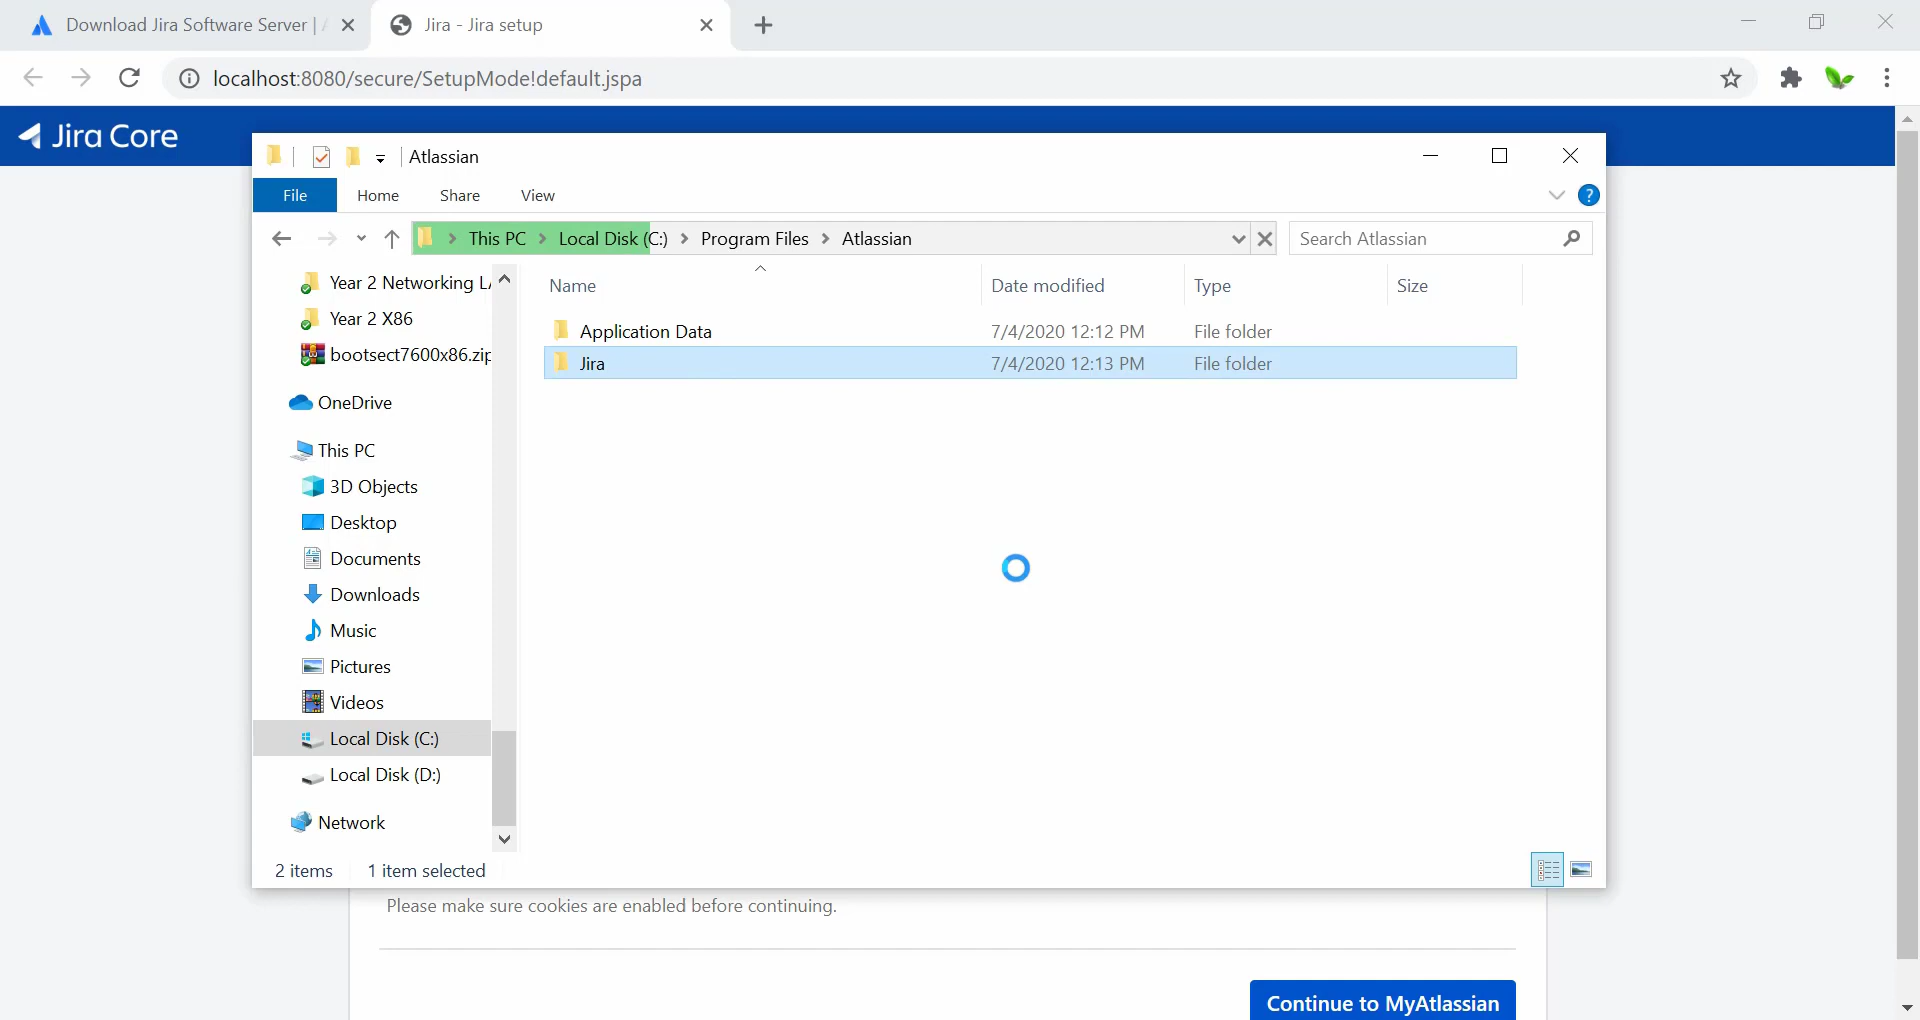 Download Jira Software Server |
Jira - Jira setup
localhost:8080/secure/SetupMode!default.jspa
Jira Core
Atlassian
File Home Share View
This PC Local Disk (C:) Program Files Atlassian
Search Atlassian
Name Date modified Type Size
Application Data 7/4/2020 12:12 PM File folder
Jira 7/4/2020 12:13 PM File folder
Year 2 Networking
Year 2 X86
bootsect7600x86.zip
OneDrive
This PC
3D Objects
Desktop
Documents
Downloads
Music
Pictures
Videos
Local Disk (C:)
Local Disk (D:)
Network
2 items 1 item selected
Please make sure cookies are enabled before continuing.
Continue to MyAtlassian